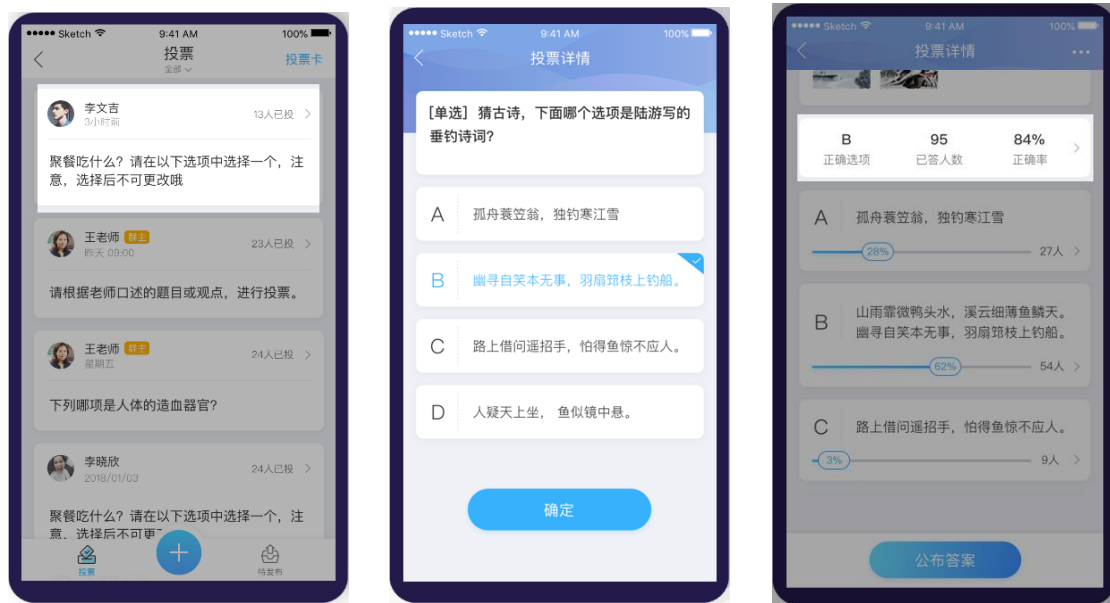 Sketch 9:41 AM 100%
投票 投票卡
全部
李文吉
3小时前
13人已投
聚餐吃什么？请在以下选项中选择一个，注
意，选择后不可更改哦
王老师 群主
昨天 09:00
23人已投
请根据老师口述的题目或观点，进行投票。
王老师 群主
星期五
24人已投
下列哪项是人体的造血器官?
李晓欣
2018/01/03
24人已投
聚餐吃什么？请在以下选项中选择一个，注
意，选择后不可更
投票 待发布
Sketch 9:41 AM 100%
投票详情
[单选] 猜古诗，下面哪个选项是陆游写的
垂钓诗词?
A 孤舟蓑笠翁，独钓寒江雪
B 幽寻自笑本无事，羽扇筇枝上钓船。
C 路上借问遥招手，怕得鱼惊不应人。
D 人疑天上坐， 鱼似镜中悬。
确定
Sketch 9:41 AM 100%
投票详情
B 95 84%
正确选项 已答人数 正确率
A 孤舟蓑笠翁，独钓寒江雪
28% 27人
B 山雨霏微鸭头水，溪云细薄鱼鳞天。
幽寻自笑本无事，羽扇筇枝上钓船。
62% 54人
C 路上借问遥招手，怕得鱼惊不应人。
3% 9人
公布答案